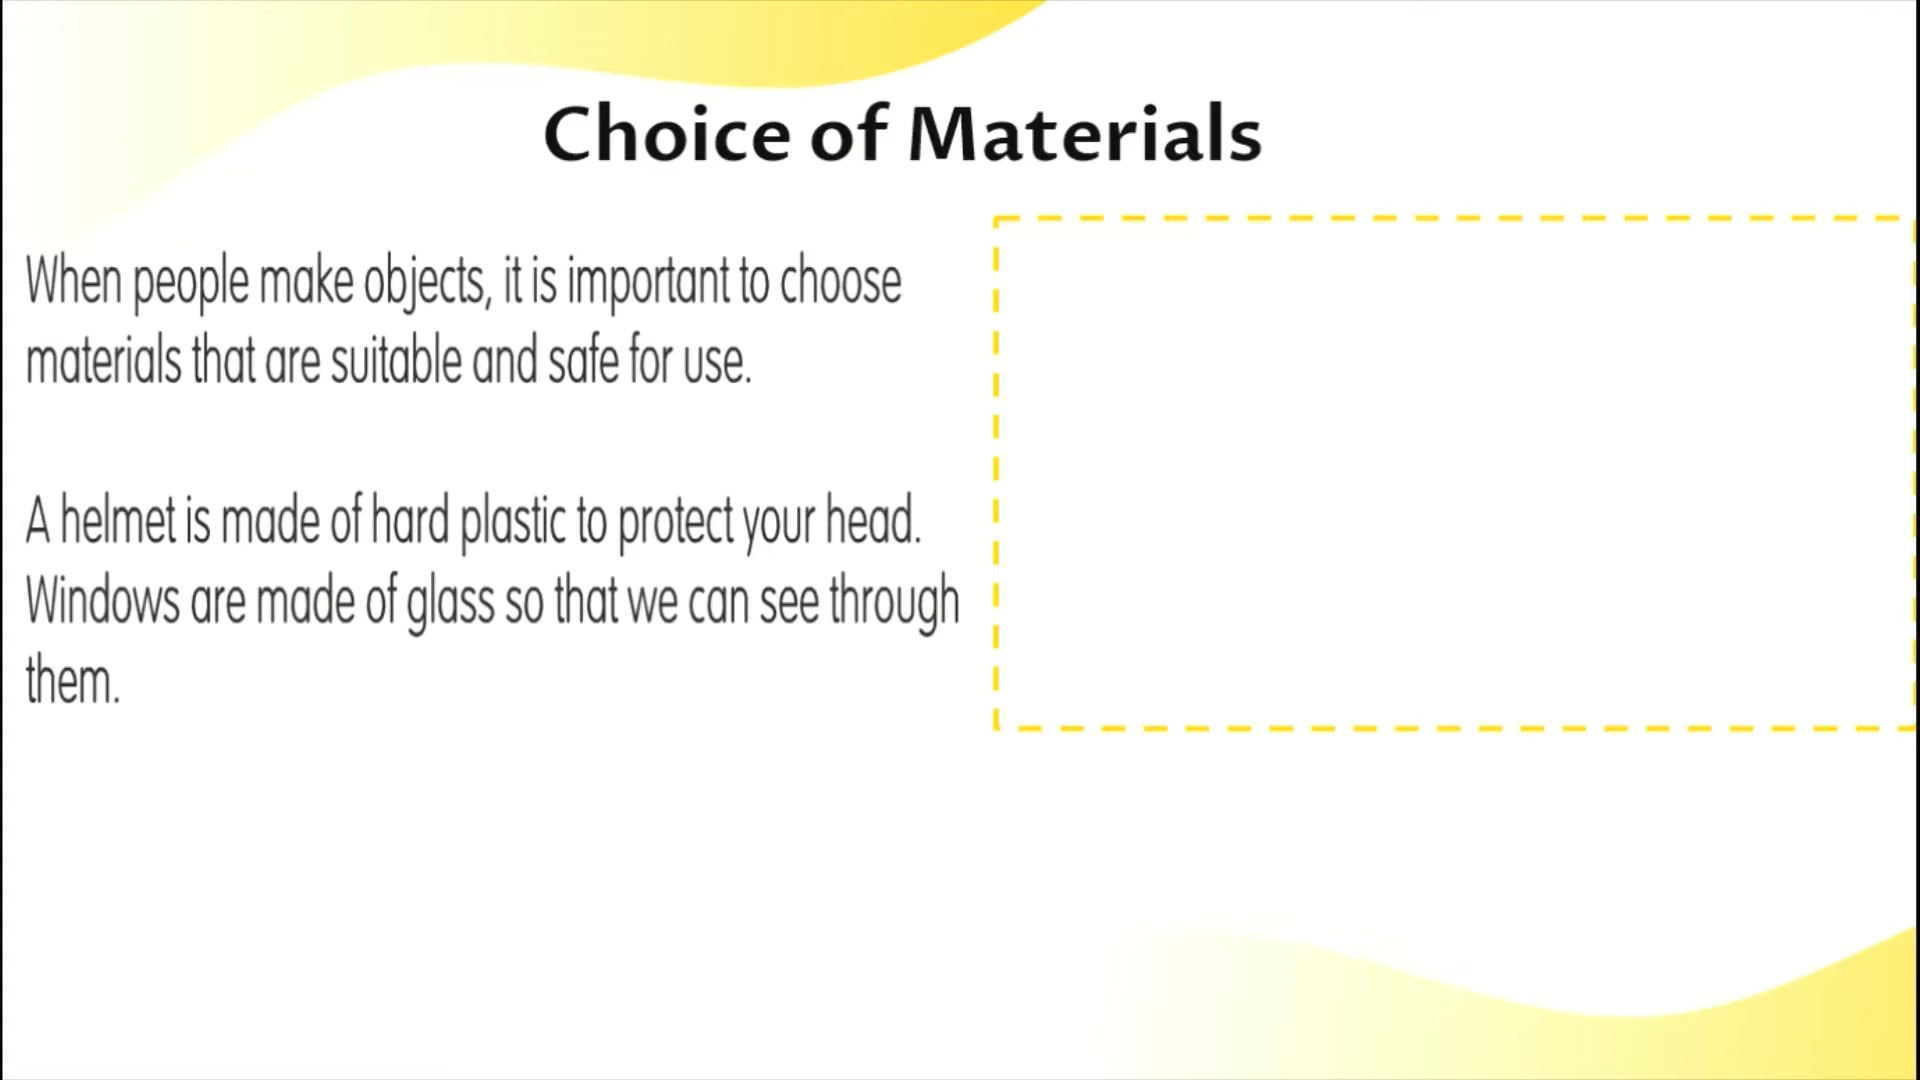 Choice of Materials
When people make objects, it is important to choose
materials that are suitable and safe for use.
A helmet is made of hard plastic to protect your head.
Windows are made of glass so that we can see through
them.